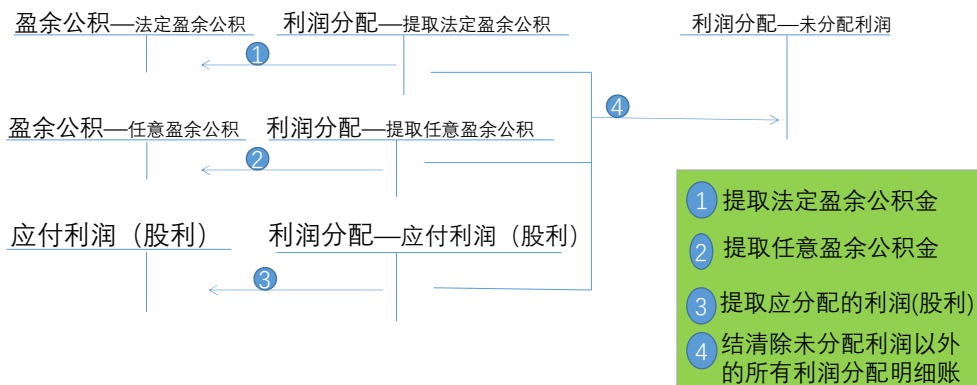 盈余公积—法定盈余公积
利润分配—提取法定盈余公积
利润分配—未分配利润
1
4
盈余公积—任意盈余公积
利润分配—提取任意盈余公积
2
应付利润（股利）
利润分配—应付利润（股利）
3
1 提取法定盈余公积金
2 提取任意盈余公积金
3 提取应分配的利润(股利)
4 结清除未分配利润以外
的所有利润分配明细账